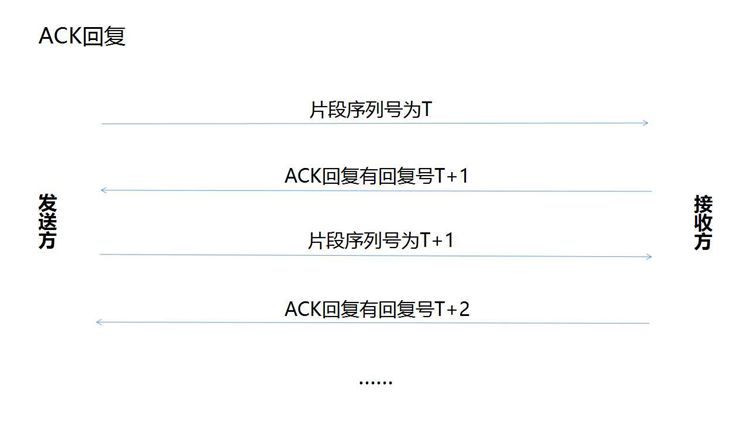 ACK回复
片段序列号为T
ACK回复有回复号T+1
发送方
接收方
片段序列号为T+1
ACK回复有回复号T+2
......